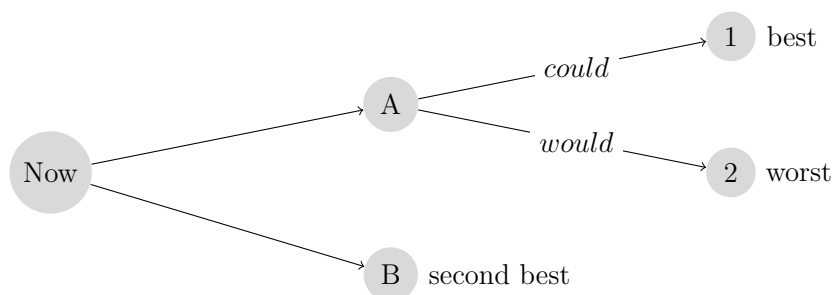 1 best
could
A
would
Now
2 worst
B second best